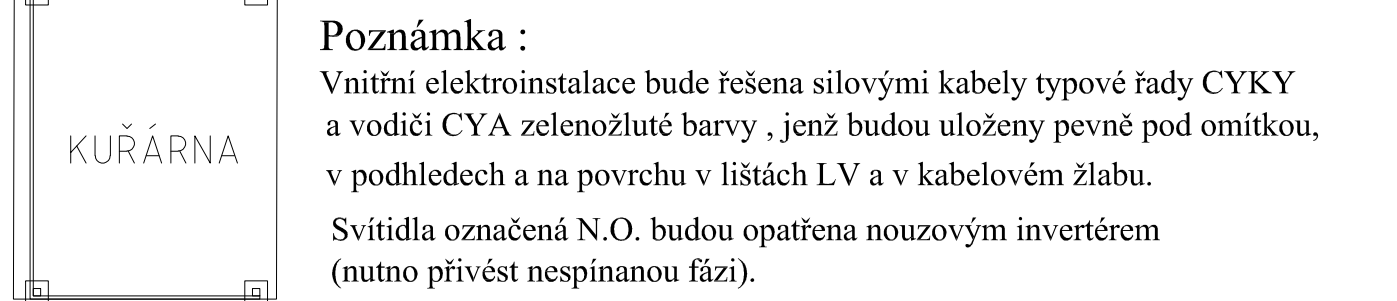 KUŘÁRNA
Poznámka :
Vnitřní elektroinstalace bude řešena silovými kabely typové řady CYKY
a vodiči CYA zelenožluté barvy , jenž budou uloženy pevně pod omítkou,
v podhledech a na povrchu v lištách LV a v kabelovém žlabu.
Svítidla označená N.O. budou opatřena nouzovým invertérem
(nutno přivést nespínanou fázi).